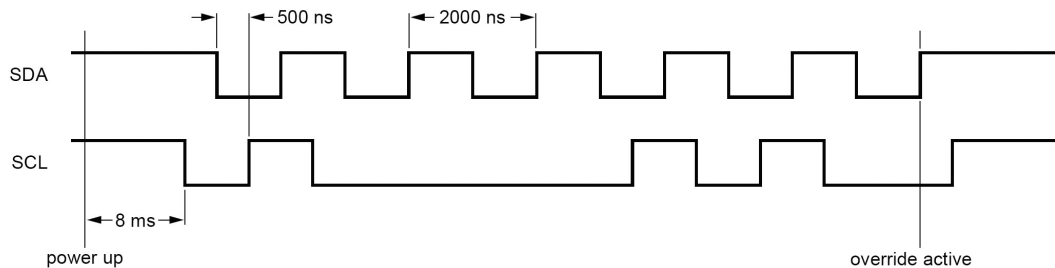 500 ns
2000 ns
SDA
SCL
8 ms
power up
override active